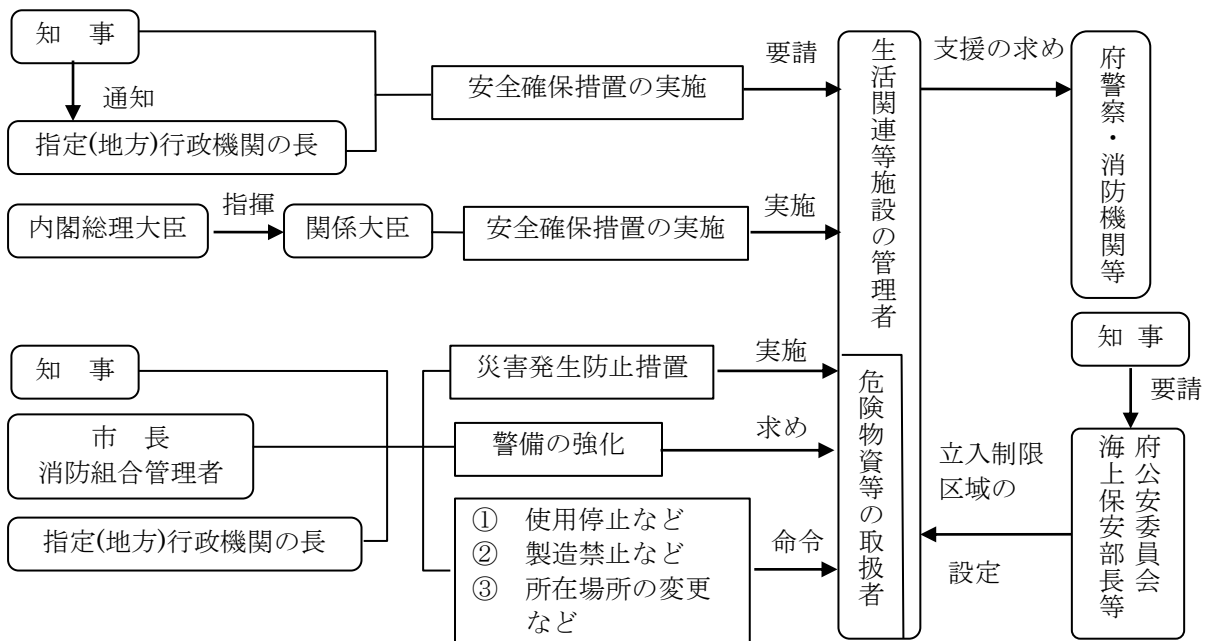 知　事
通知
指定(地方)行政機関の長
安全確保措置の実施
要請
内閣総理大臣
指揮
関係大臣
安全確保措置の実施
実施
知　事
市　長
消防組合管理者
指定(地方)行政機関の長
災害発生防止措置
実施
警備の強化
求め
①　使用停止など
②　製造禁止など
③　所在場所の変更
など
命令
生活関連等施設の管理者
危険物資等の取扱者
支援の求め
府警察・消防機関等
知　事
要請
立入制限
区域の
設定
府公安委員会
海上保安部長等